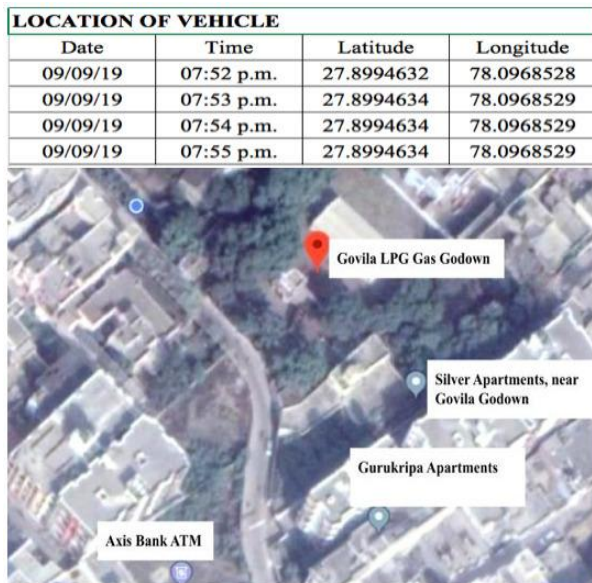 LOCATION OF VEHICLE
Date Time Latitude Longitude
09/09/19 07:52 p.m. 27.8994632 78.0968528
09/09/19 07:53 p.m. 27.8994634 78.0968529
09/09/19 07:54 p.m. 27.8994634 78.0968529
09/09/19 07:55 p.m. 27.8994634 78.0968529
Govila LPG Gas Godown
Silver Apartments, near
Govila Godown
Gurukripa Apartments
Axis Bank ATM